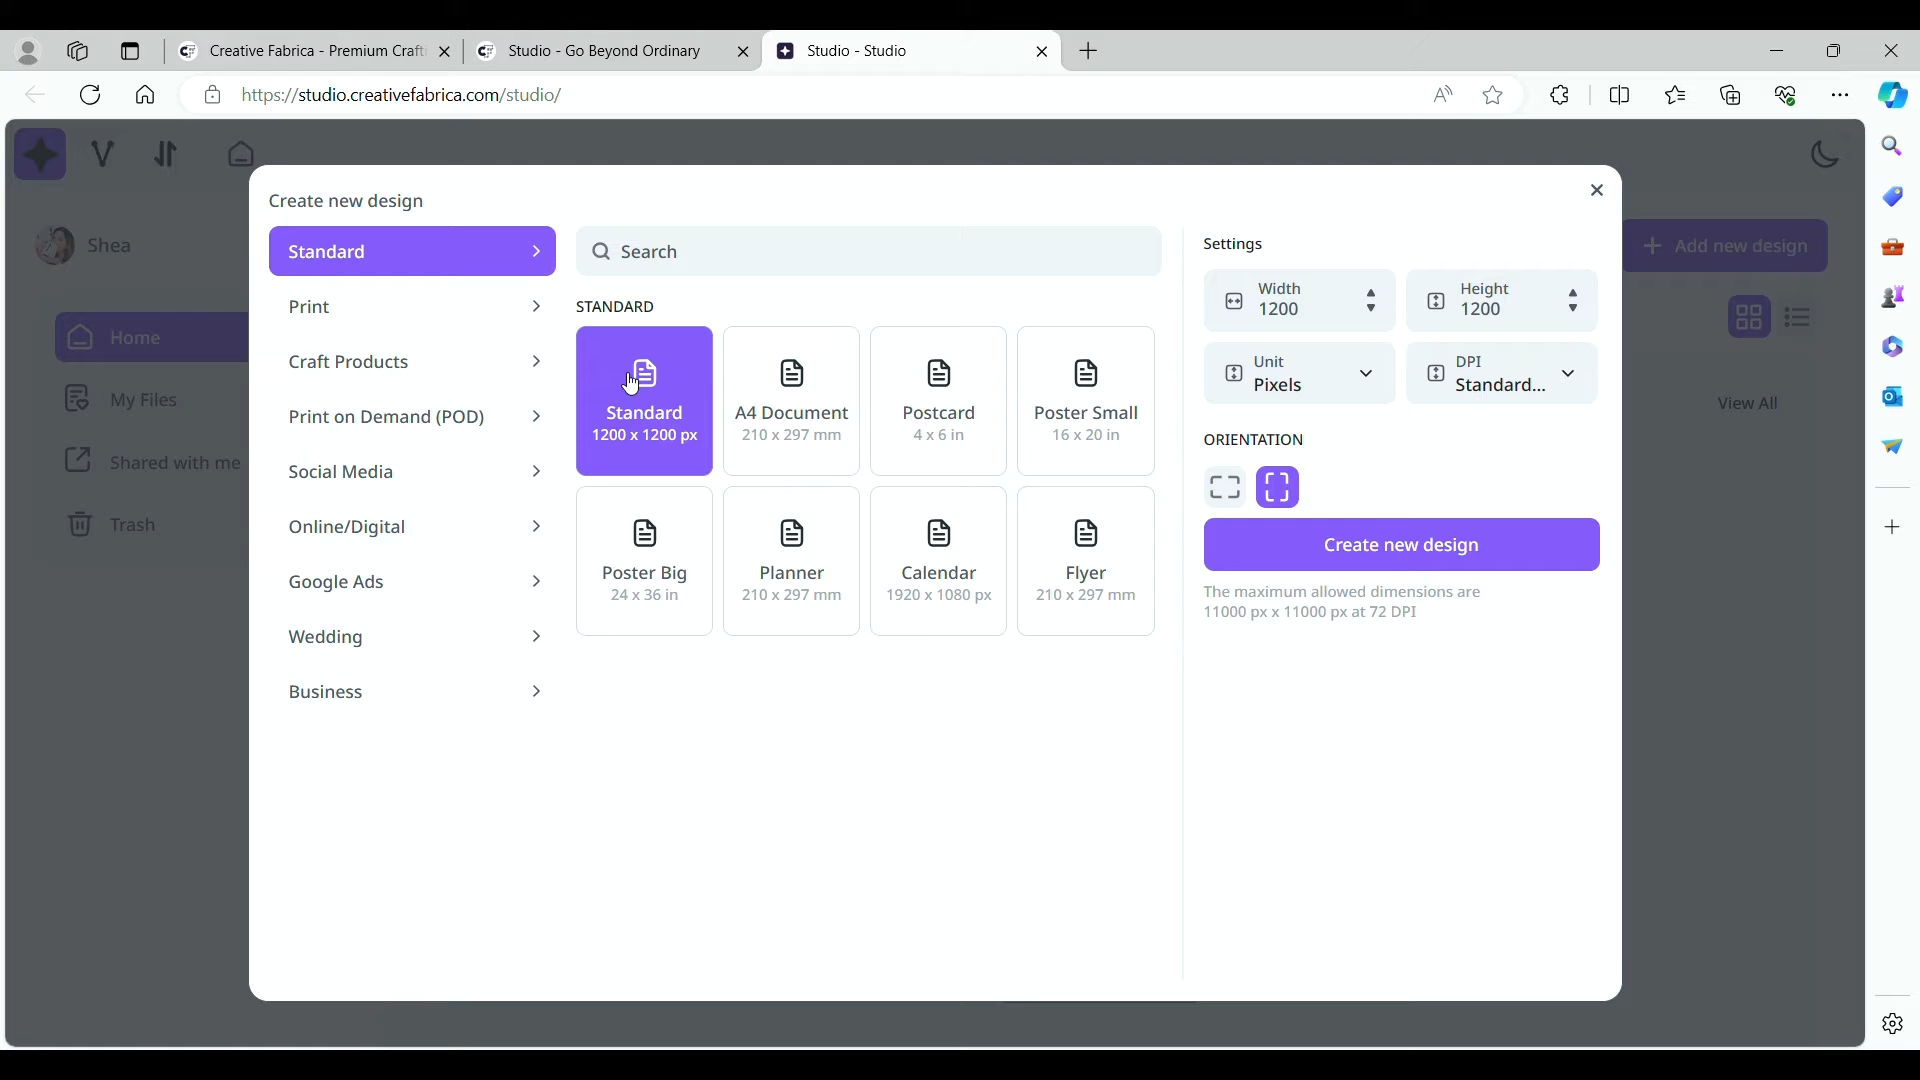 Creative Fabrica - Premium Craft
Studio - Go Beyond Ordinary
Studio - Studio
https://studio.creativefabrica.com/studio/
Shea
Home
My Files
Shared with me
Trash
Add new design
View All
Create new design
Standard
Print
Craft Products
Print on Demand (POD)
Social Media
Online/Digital
Google Ads
Wedding
Business
Search
STANDARD
Standard
1200 x 1200 px
A4 Document
210 x 297 mm
Postcard
4 x 6 in
Poster Small
16 x 20 in
Poster Big
24 x 36 in
Planner
210 x 297 mm
Calendar
1920 x 1080 px
Flyer
210 x 297 mm
Settings
Width
1200
Height
1200
Unit
Pixels
DPI
Standard...
ORIENTATION
Create new design
The maximum allowed dimensions are
11000 px x 11000 px at 72 DPI